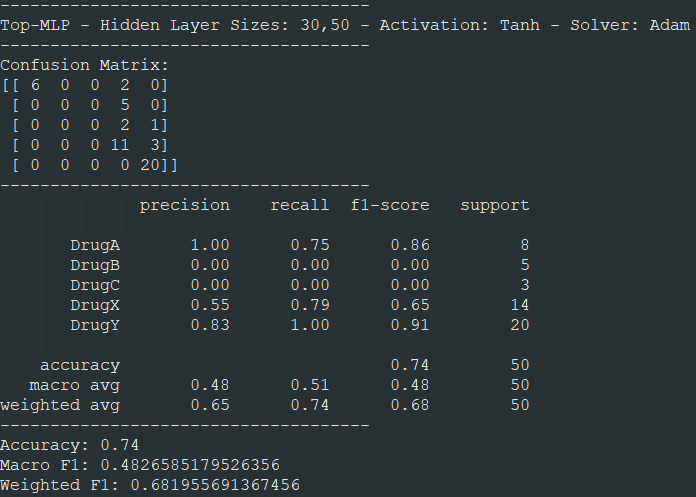 -------------------------------------
Top-MLP - Hidden Layer Sizes: 30,50 - Activation: Tanh - Solver: Adam
-------------------------------------
Confusion Matrix:
[[ 6  0  0  2  0]
 [ 0  0  0  5  0]
 [ 0  0  0  2  1]
 [ 0  0  0 11  3]
 [ 0  0  0  0 20]]
-------------------------------------
              precision    recall  f1-score   support

       DrugA       1.00      0.75      0.86         8
       DrugB       0.00      0.00      0.00         5
       DrugC       0.00      0.00      0.00         3
       DrugX       0.55      0.79      0.65        14
       DrugY       0.83      1.00      0.91        20

    accuracy                           0.74        50
   macro avg       0.48      0.51      0.48        50
weighted avg       0.65      0.74      0.68        50
-------------------------------------
Accuracy: 0.74
Macro F1: 0.4826585179526356
Weighted F1: 0.681955691367456